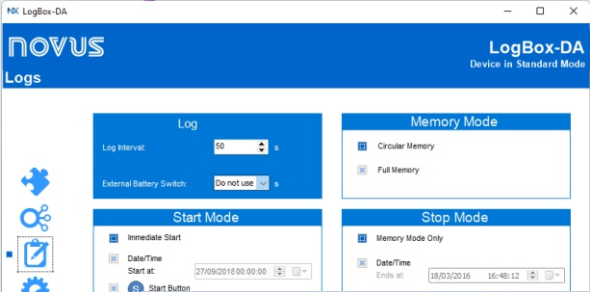 NX LogBox-DA
NOVUS
LogBox-DA
Device in Standard Mode
Logs
Log
Log Interval: 50 s
External Battery Switch: Do not use s
Memory Mode
Circular Memory
Full Memory
Start Mode
Immediate Start
Date/Time
Start at: 27/09/2018 00:00:00
S Start Button
Stop Mode
Memory Mode Only
Date/Time
Ends at: 18/03/2016 16:48:12